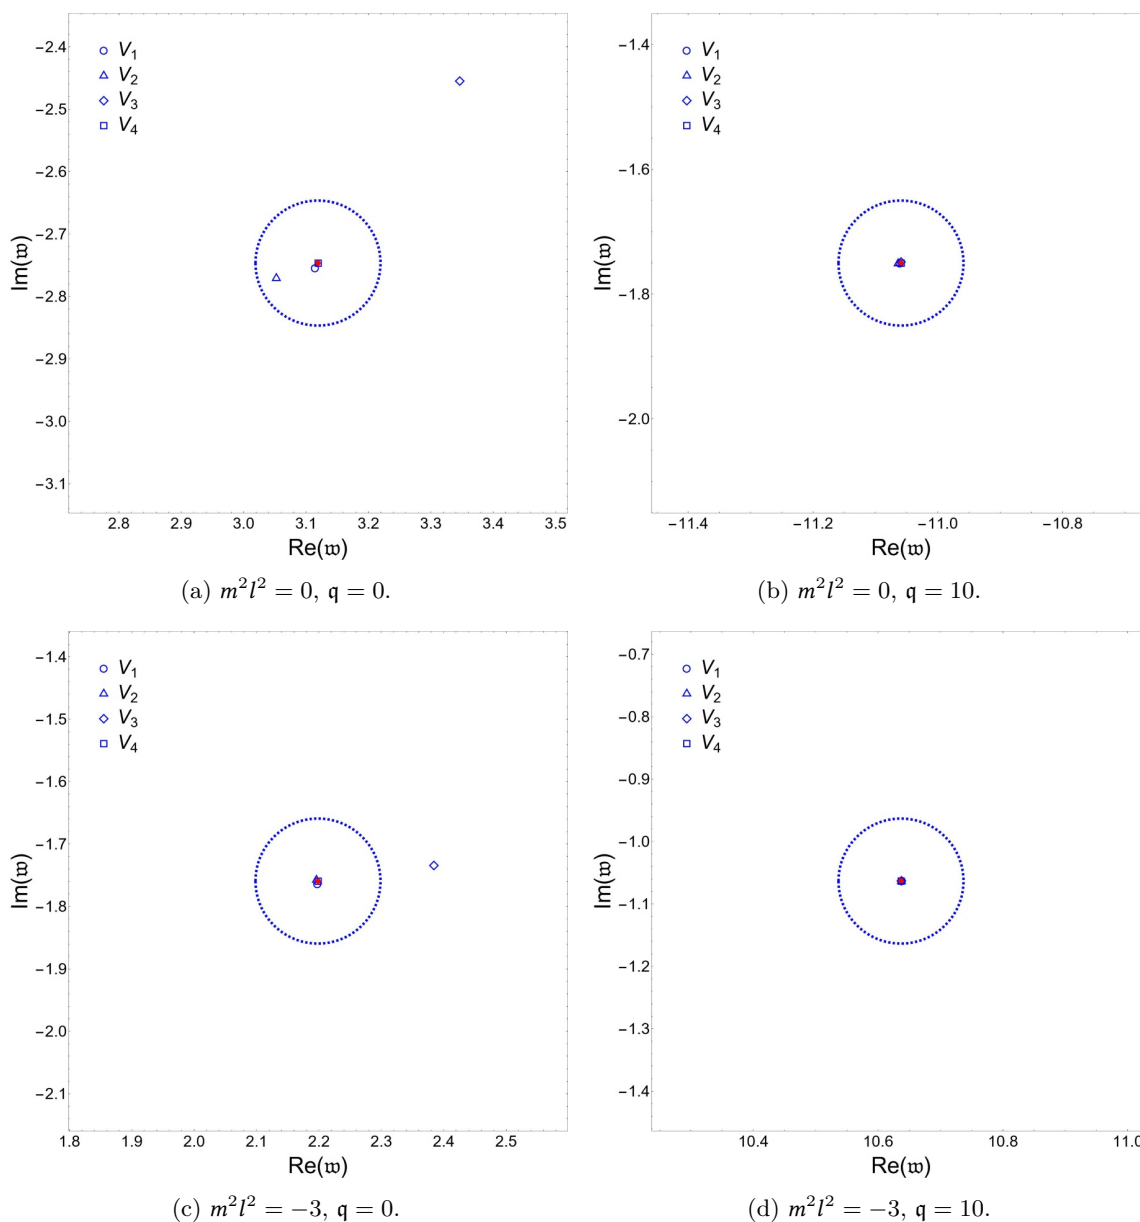 V1
V2
V3
V4
−2.4
−2.5
−2.6
−2.7
−2.8
−2.9
−3.0
−3.1
Im(𝔴)
2.8 2.9 3.0 3.1 3.2 3.3 3.4 3.5
Re(𝔴)
(a) m²l² = 0, 𝔮 = 0.
V1
V2
V3
V4
−1.4
−1.6
−1.8
−2.0
Im(𝔴)
−11.4 −11.2 −11.0 −10.8
Re(𝔴)
(b) m²l² = 0, 𝔮 = 10.
V1
V2
V3
V4
−1.4
−1.5
−1.6
−1.7
−1.8
−1.9
−2.0
−2.1
Im(𝔴)
1.8 1.9 2.0 2.1 2.2 2.3 2.4 2.5
Re(𝔴)
(c) m²l² = −3, 𝔮 = 0.
V1
V2
V3
V4
−0.7
−0.8
−0.9
−1.0
−1.1
−1.2
−1.3
−1.4
Im(𝔴)
10.4 10.6 10.8 11.0
Re(𝔴)
(d) m²l² = −3, 𝔮 = 10.